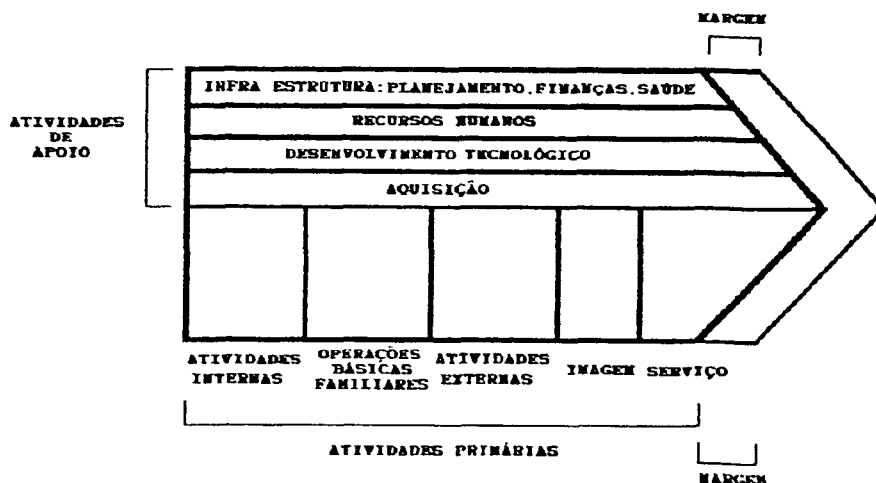 MARGEM
INFRA ESTRUTURA:PLANEJAMENTO.FINANÇAS.SAÚDE
RECURSOS HUMANOS
ATIVIDADES
DE
APOIO
DESENVOLVIMENTO TECNOLÓGICO
AQUISIÇÃO
ATIVIDADES
INTERNAS
OPERAÇÕES
BÁSICAS
FAMILIARES
ATIVIDADES
EXTERNAS
IMAGEM
SERVIÇO
ATIVIDADES PRIMÁRIAS
MARGEM